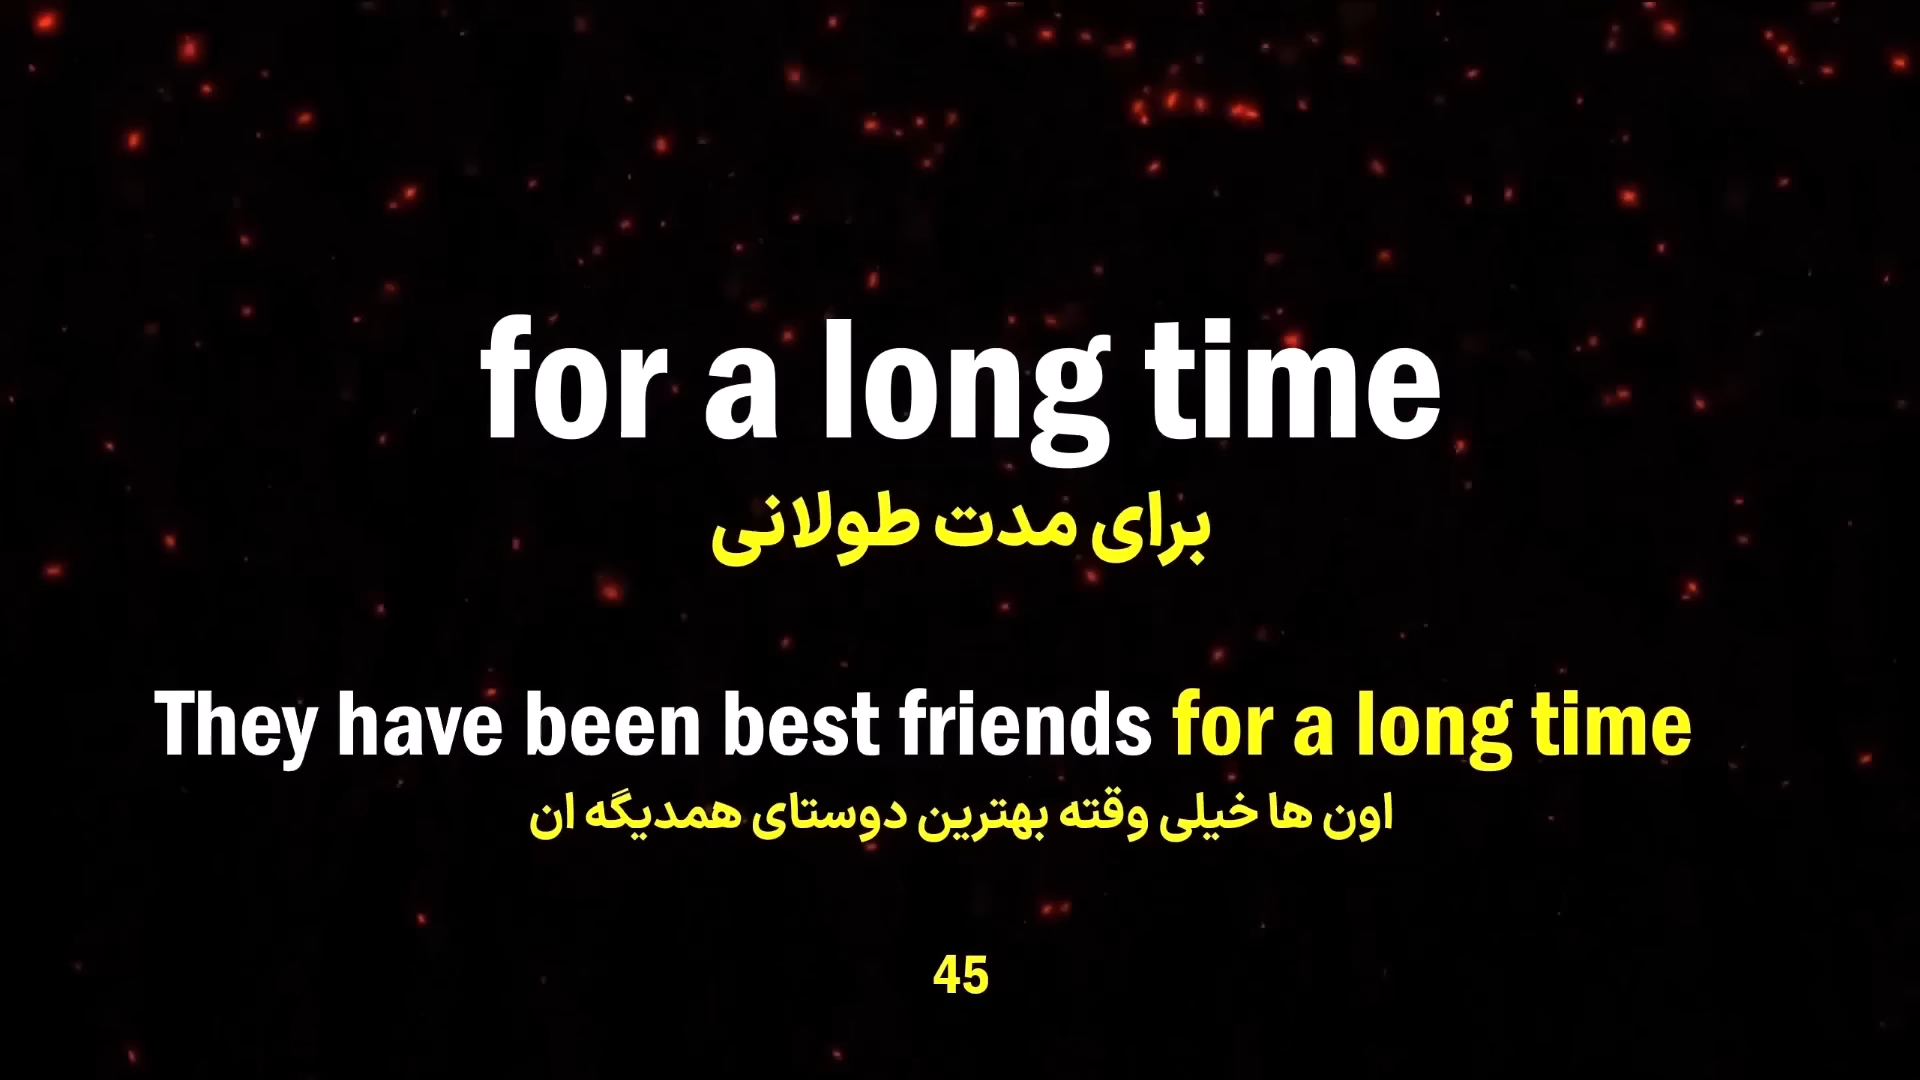 for a long time
برای مدت طولانی
They have been best friends for a long time
اون ها خیلی وقته بهترین دوستای همدیگه ان
45